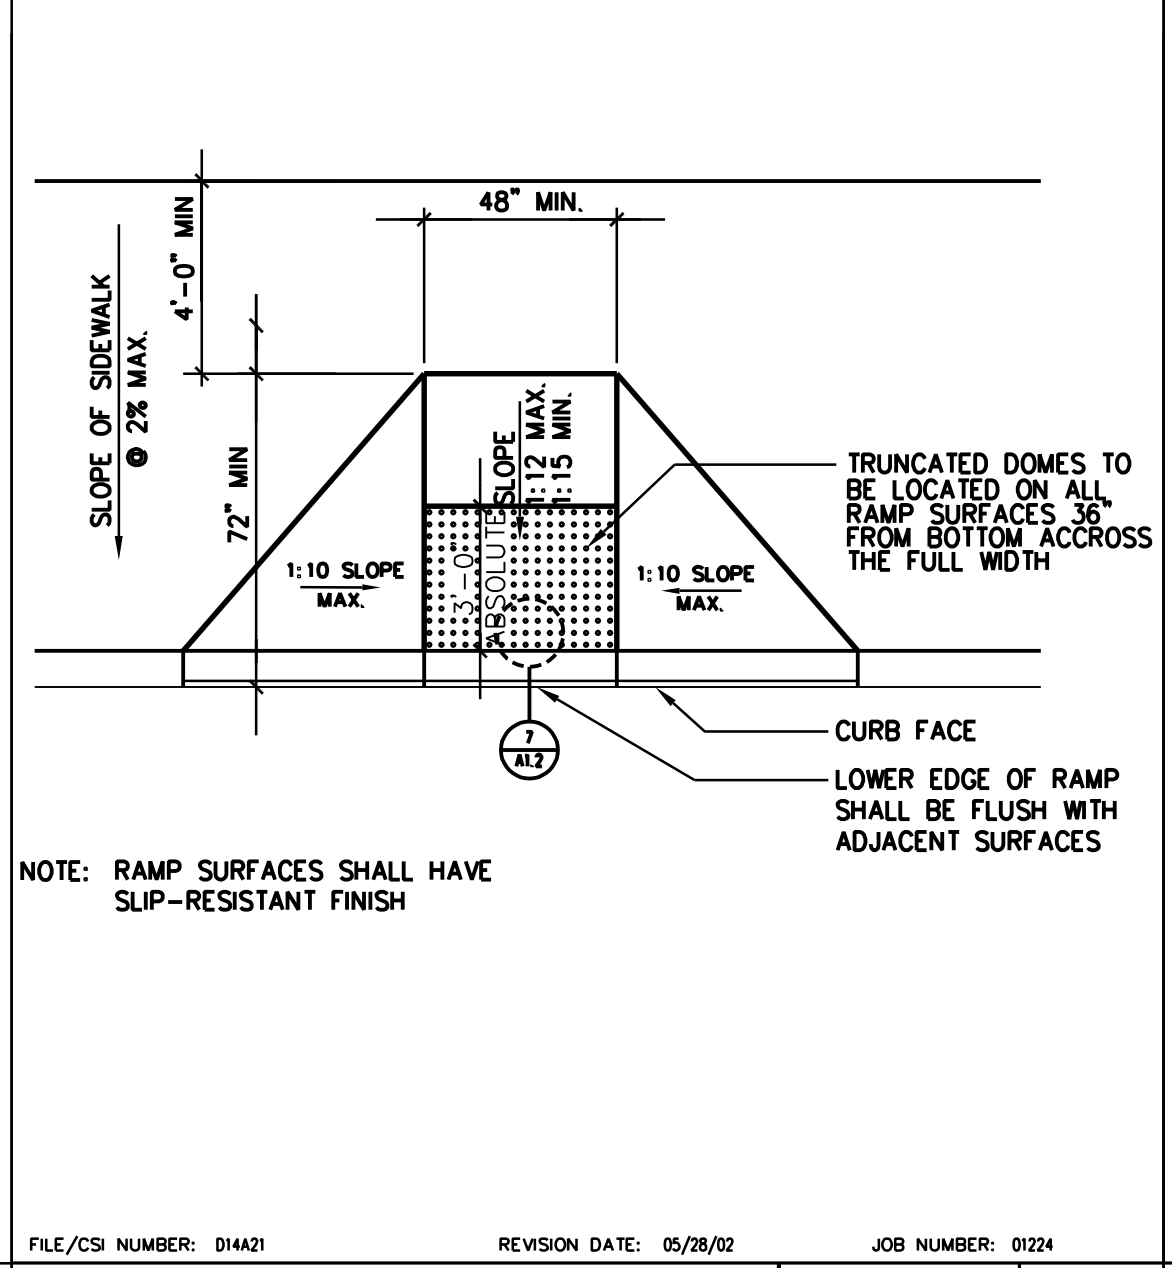 48" MIN.
4'-0" MIN
SLOPE OF SIDEWALK
@ 2% MAX.
72" MIN
SLOPE
1:12 MAX.
1:15 MIN.
3'-0"
ABSOLUTE
1:10 SLOPE
MAX.
1:10 SLOPE
MAX.
TRUNCATED DOMES TO
BE LOCATED ON ALL
RAMP SURFACES 36"
FROM BOTTOM ACCROSS
THE FULL WIDTH
7
A1.2
CURB FACE
LOWER EDGE OF RAMP
SHALL BE FLUSH WITH
ADJACENT SURFACES
NOTE: RAMP SURFACES SHALL HAVE
SLIP-RESISTANT FINISH
FILE/CSI NUMBER: D14A21 REVISION DATE: 05/28/02 JOB NUMBER: 01224